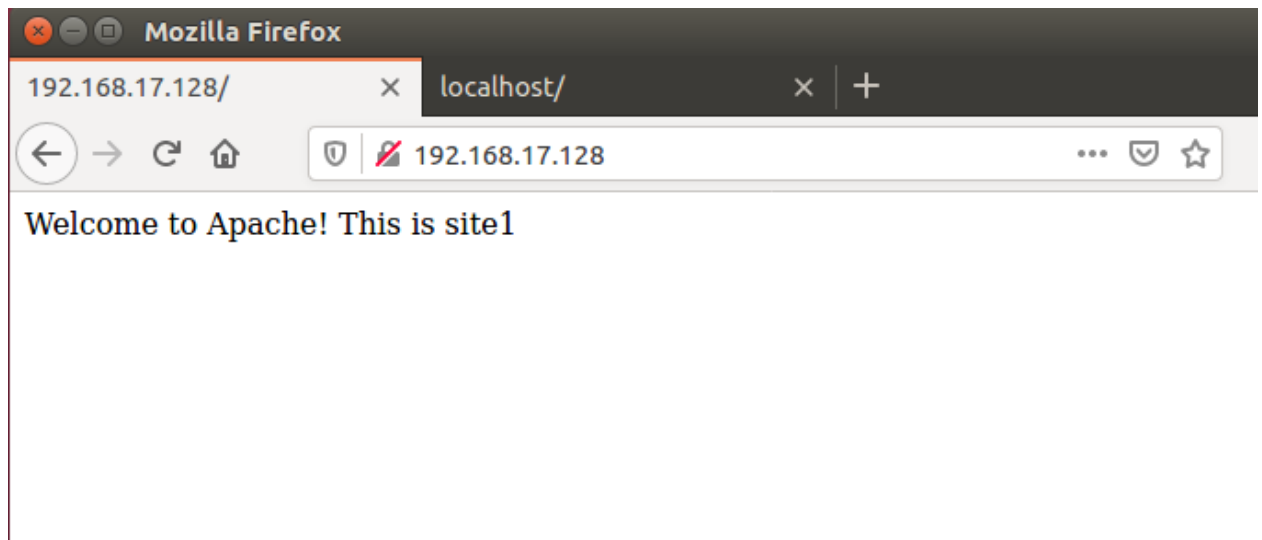 Mozilla Firefox
192.168.17.128/ localhost/
192.168.17.128
Welcome to Apache! This is site1